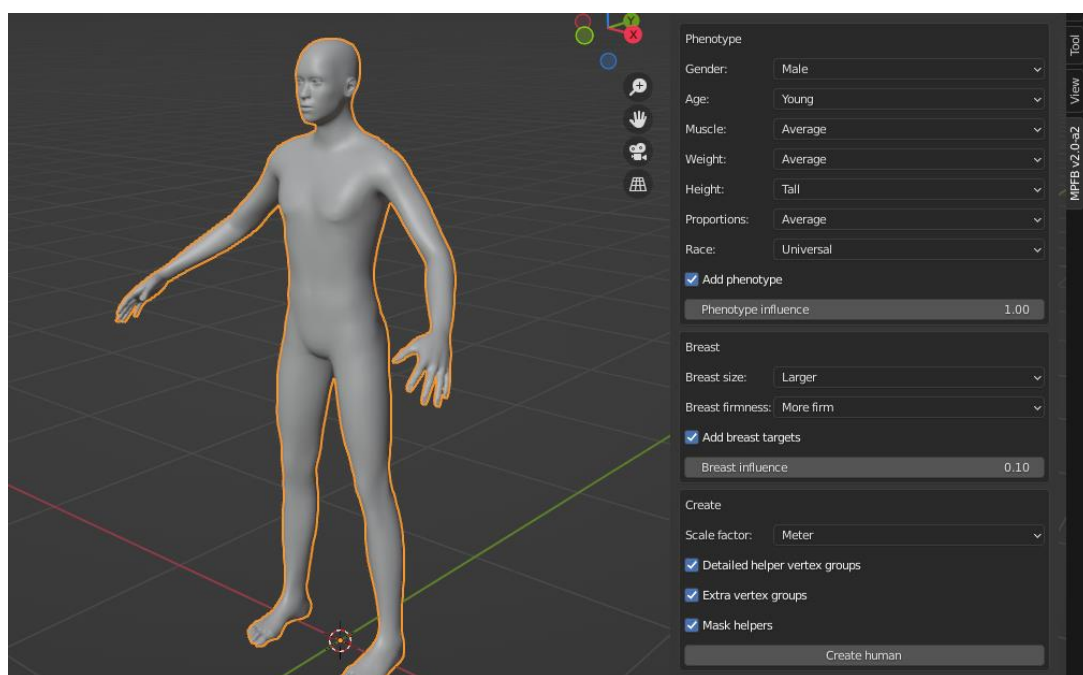 Y
X
Phenotype
Gender: Male
Age: Young
Muscle: Average
Weight: Average
Height: Tall
Proportions: Average
Race: Universal
Add phenotype
Phenotype influence 1.00
Breast
Breast size: Larger
Breast firmness: More firm
Add breast targets
Breast influence 0.10
Create
Scale factor: Meter
Detailed helper vertex groups
Extra vertex groups
Mask helpers
Create human
Tool
View
MPFB v2.0-a2